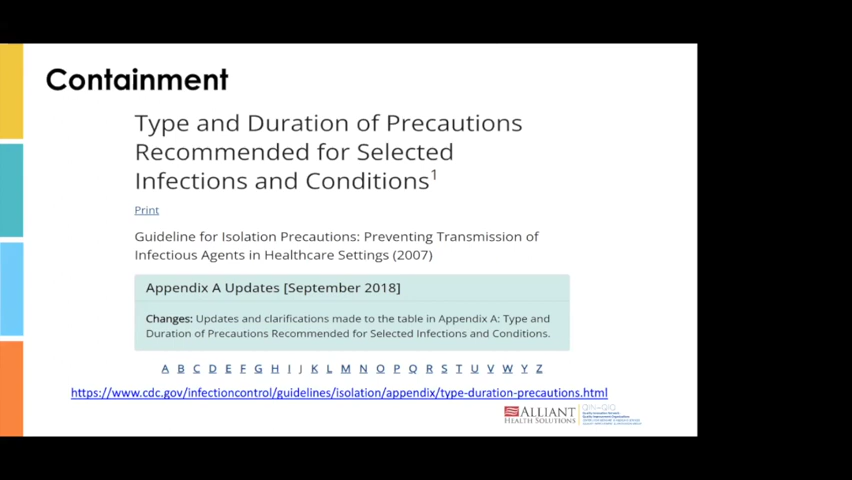 Containment
Type and Duration of Precautions
Recommended for Selected
Infections and Conditions1
Print
Guideline for Isolation Precautions: Preventing Transmission of
Infectious Agents in Healthcare Settings (2007)
Appendix A Updates [September 2018]
Changes: Updates and clarifications made to the table in Appendix A: Type and
Duration of Precautions Recommended for Selected Infections and Conditions.
A B C D E F G H I J K L M N O P Q R S T U V W Y Z
https://www.cdc.gov/infectioncontrol/guidelines/isolation/appendix/type-duration-precautions.html
ALLIANT
HEALTH SOLUTIONS